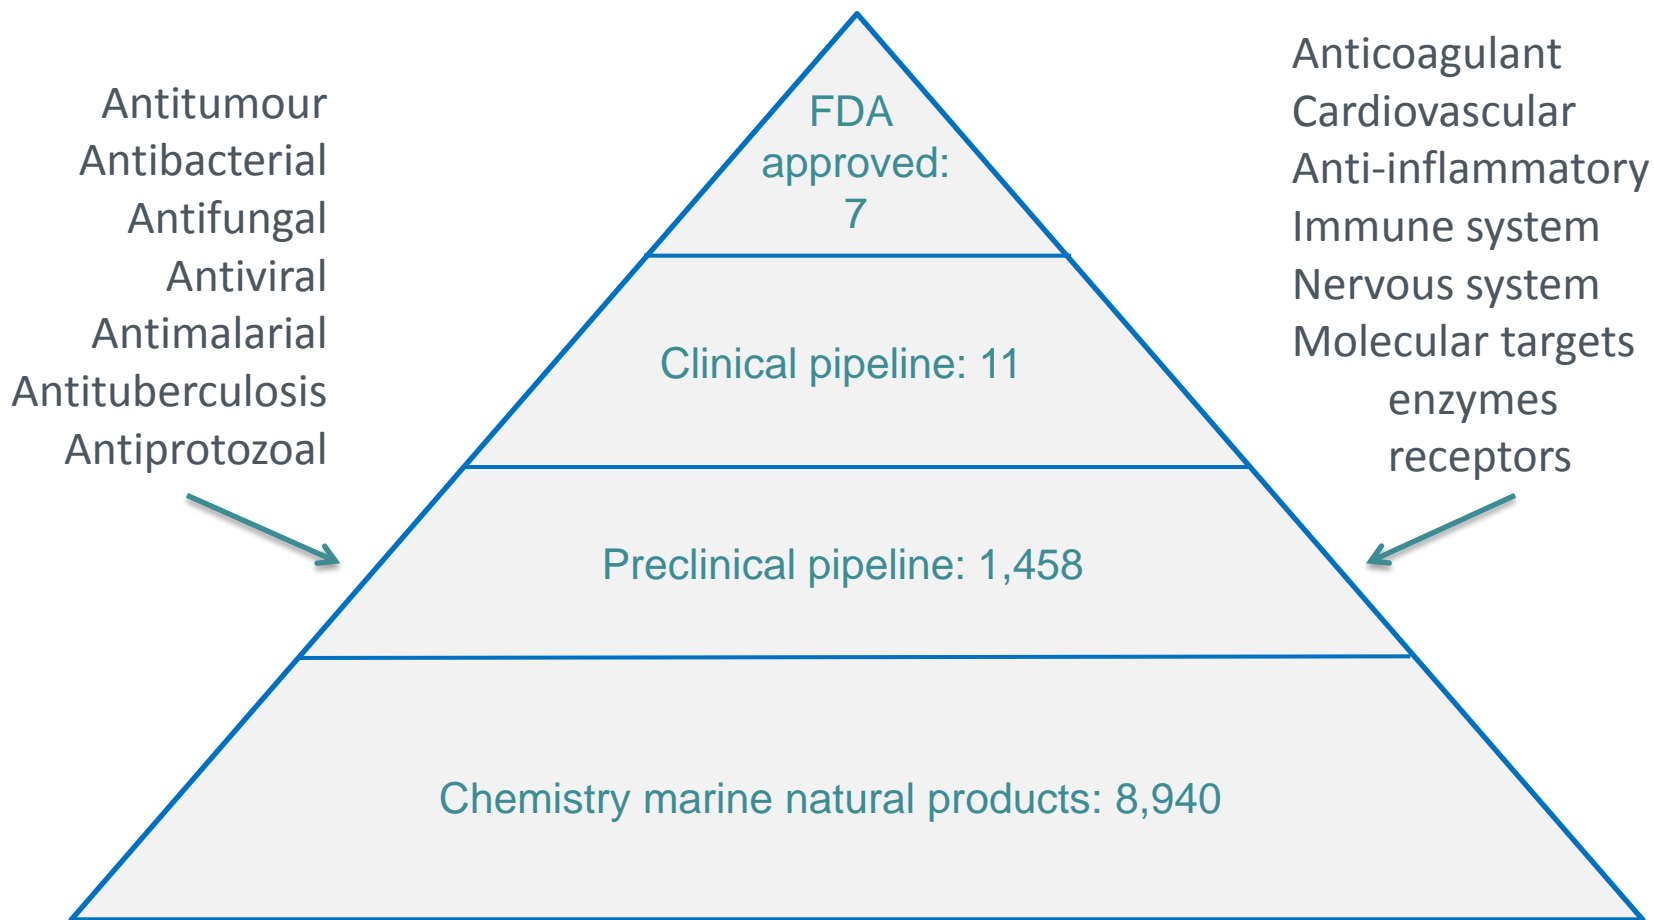 Antitumour
Antibacterial
Antifungal
Antiviral
Antimalarial
Antituberculosis
Antiprotozoal
FDA
approved:
7
Clinical pipeline: 11
Preclinical pipeline: 1,458
Chemistry marine natural products: 8,940
Anticoagulant
Cardiovascular
Anti-inflammatory
Immune system
Nervous system
Molecular targets
enzymes
receptors